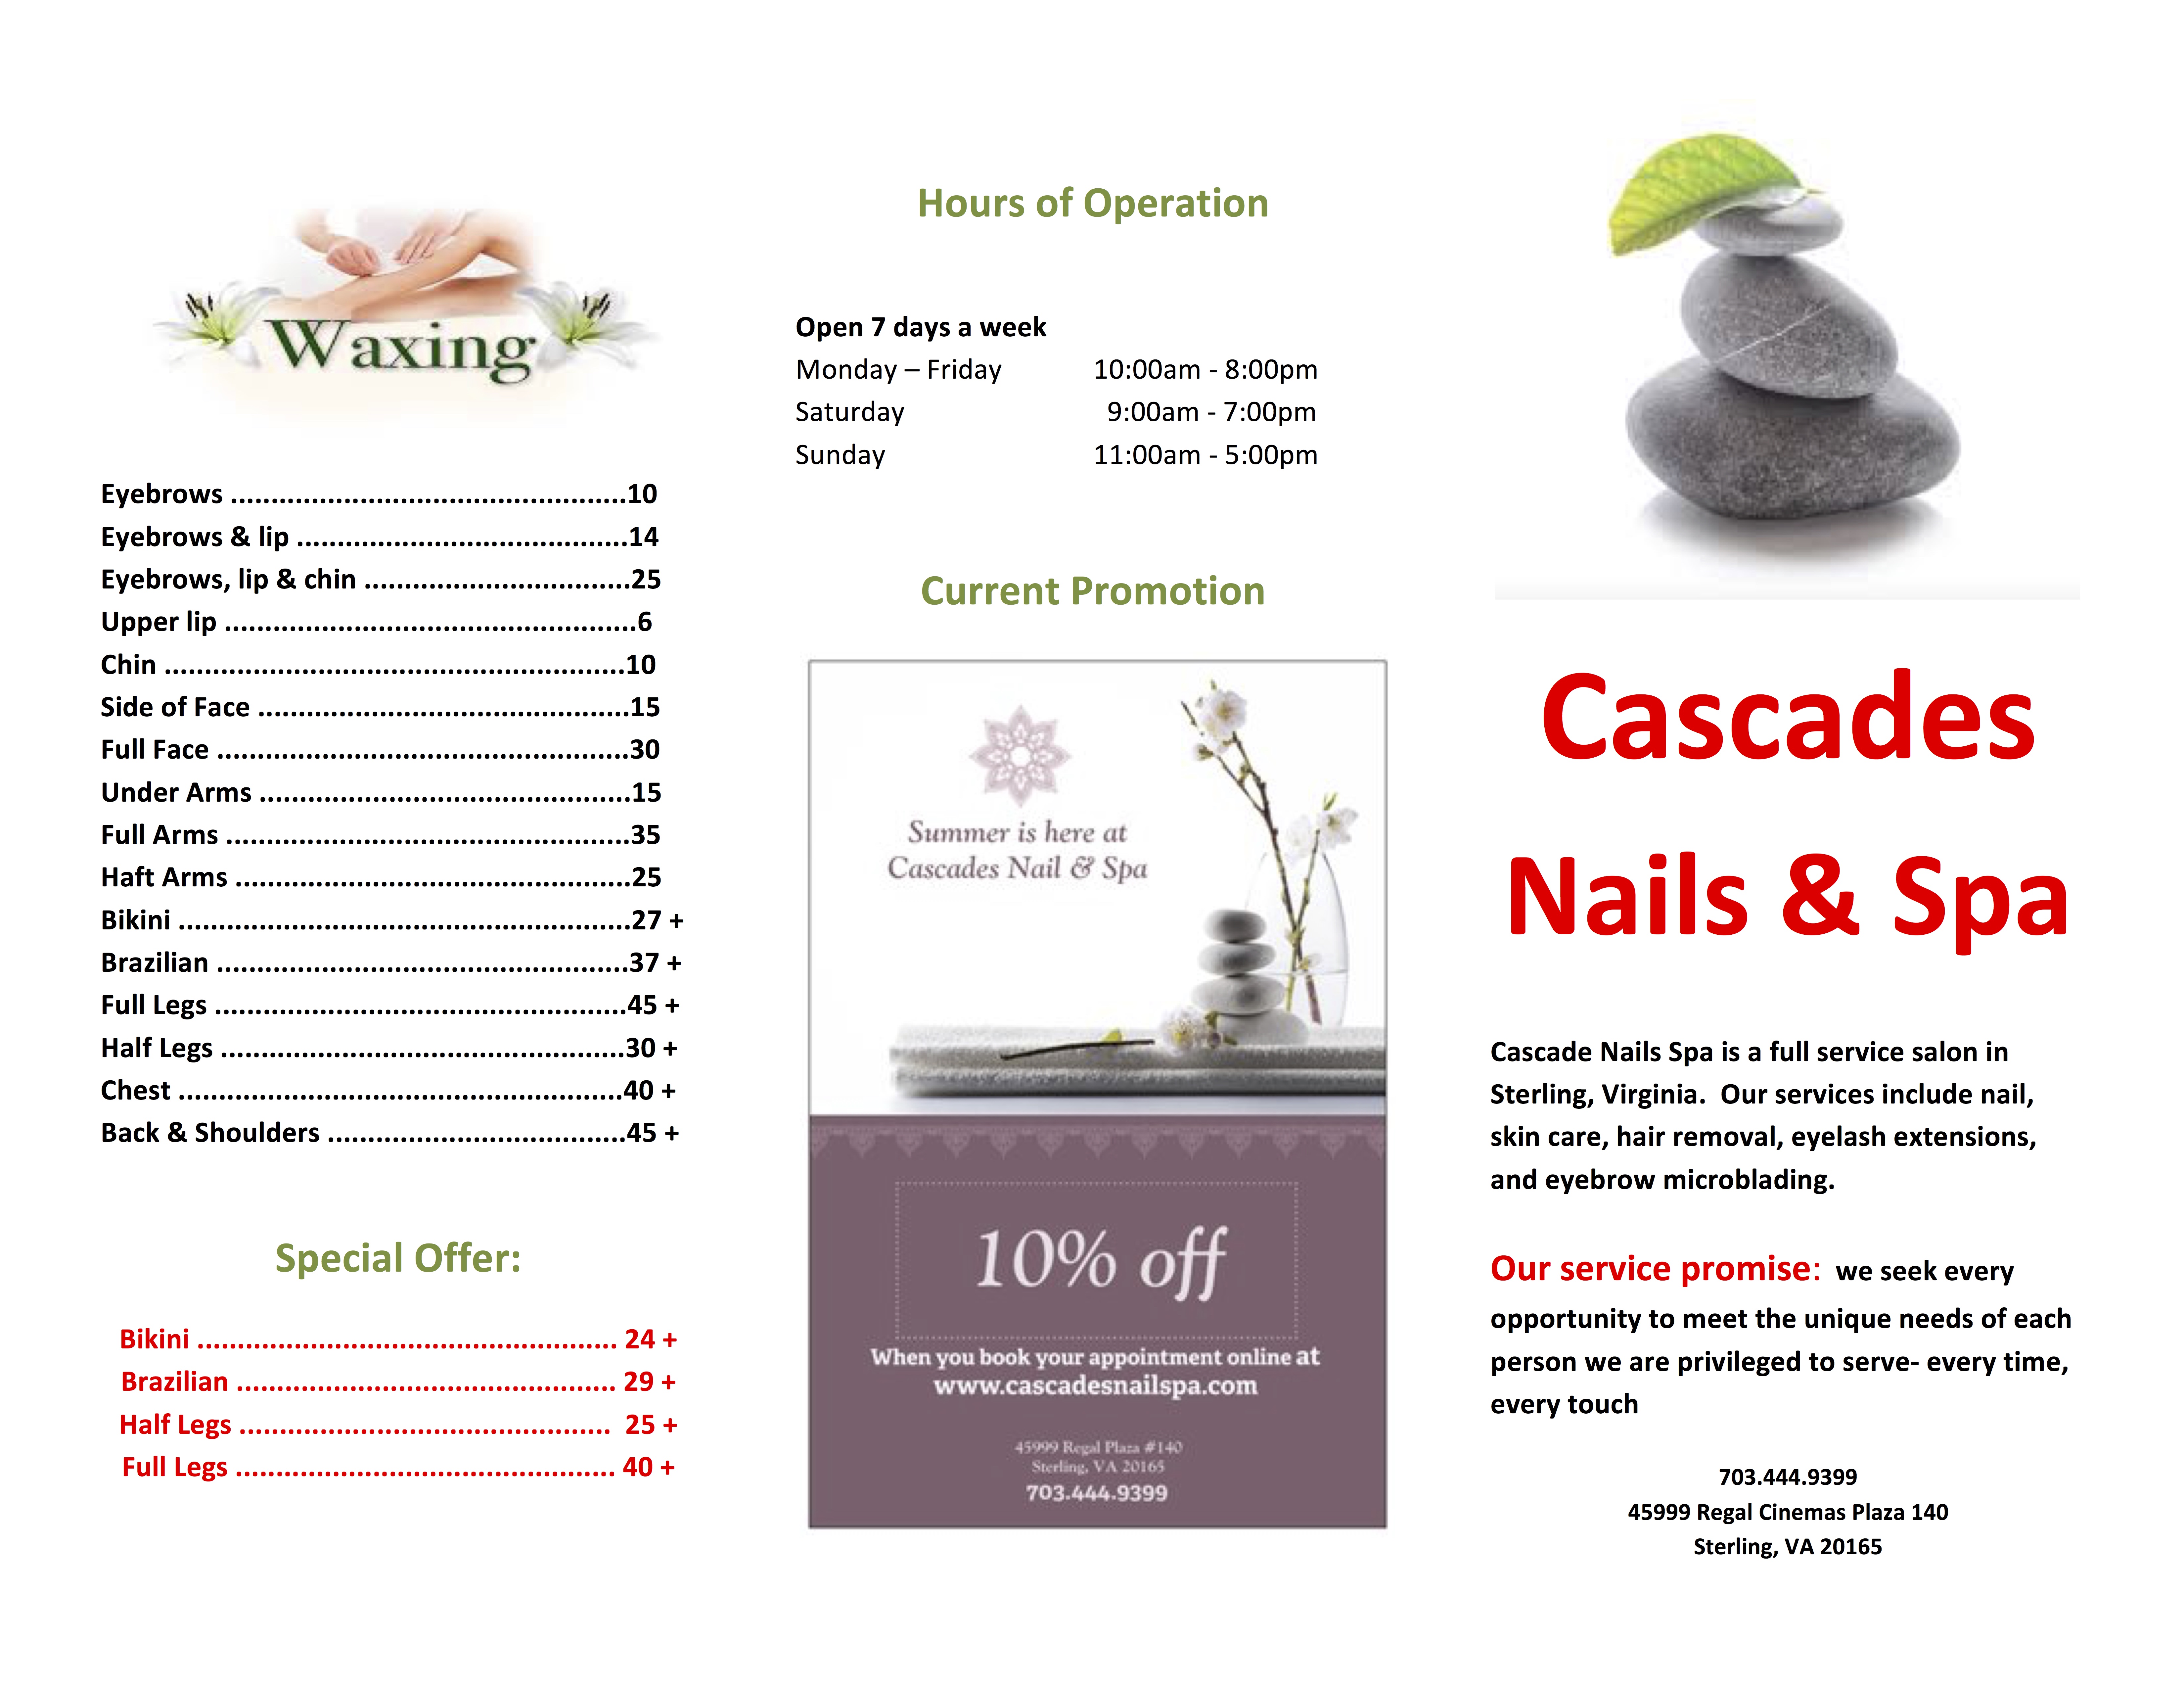 Waxing
Eyebrows .................................................10
Eyebrows & lip .........................................14
Eyebrows, lip & chin .................................25
Upper lip ...................................................6
Chin .........................................................10
Side of Face ..............................................15
Full Face ...................................................30
Under Arms ..............................................15
Full Arms ..................................................35
Haft Arms .................................................25
Bikini ........................................................27 +
Brazilian ...................................................37 +
Full Legs ...................................................45 +
Half Legs ..................................................30 +
Chest .......................................................40 +
Back & Shoulders .....................................45 +
Special Offer:
Bikini .................................................... 24 +
Brazilian ............................................... 29 +
Half Legs .............................................. 25 +
Full Legs ............................................... 40 +
Hours of Operation
Open 7 days a week
Monday – Friday 10:00am - 8:00pm
Saturday 9:00am - 7:00pm
Sunday 11:00am - 5:00pm
Current Promotion
Summer is here at
Cascades Nail & Spa
10% off
When you book your appointment online at
www.cascadesnailspa.com
45999 Regal Plaza #140
Sterling, VA 20165
703.444.9399
Cascades
Nails & Spa
Cascade Nails Spa is a full service salon in
Sterling, Virginia. Our services include nail,
skin care, hair removal, eyelash extensions,
and eyebrow microblading.
Our service promise: we seek every
opportunity to meet the unique needs of each
person we are privileged to serve- every time,
every touch
703.444.9399
45999 Regal Cinemas Plaza 140
Sterling, VA 20165